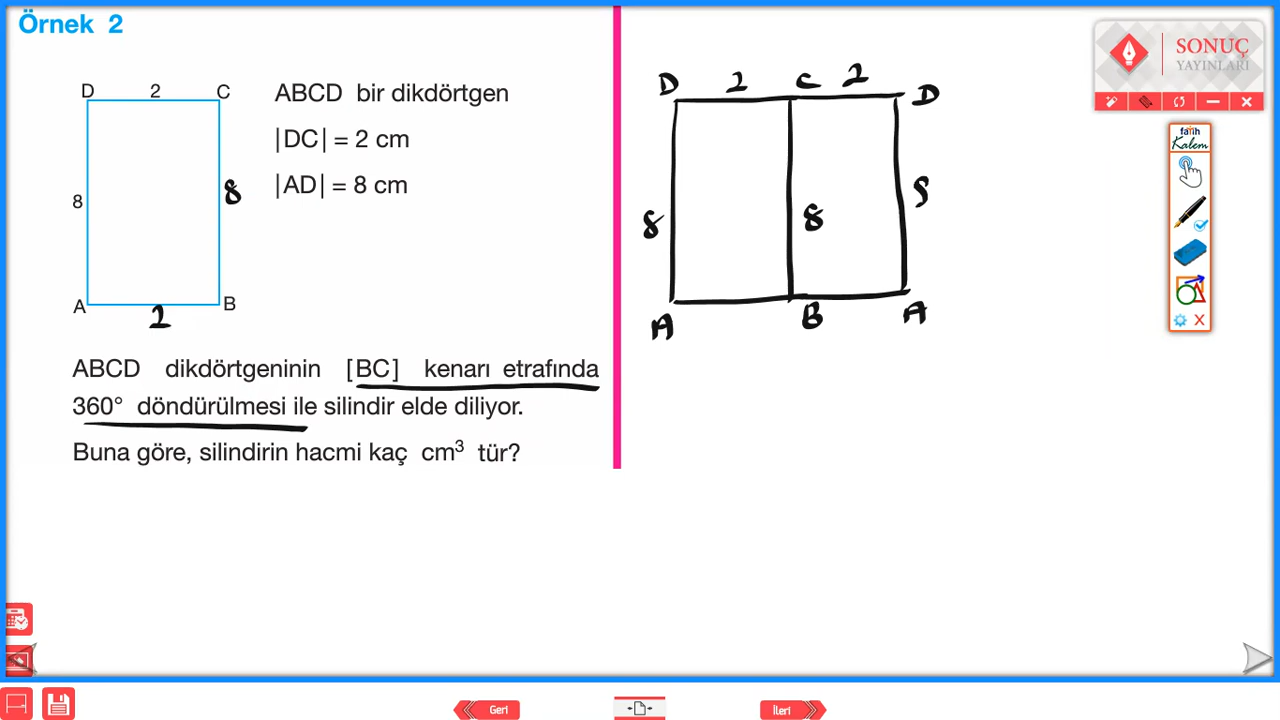 Örnek 2
D 2 C
8 8
A B
2
ABCD bir dikdörtgen
|DC| = 2 cm
|AD| = 8 cm
ABCD dikdörtgeninin [BC] kenarı etrafında
360° döndürülmesi ile silindir elde diliyor.
Buna göre, silindirin hacmi kaç cm³ tür?
D 2 C 2 D
8 8 8
A B A
SONUÇ
YAYINLARI
fatih
Kalem
Geri
İleri